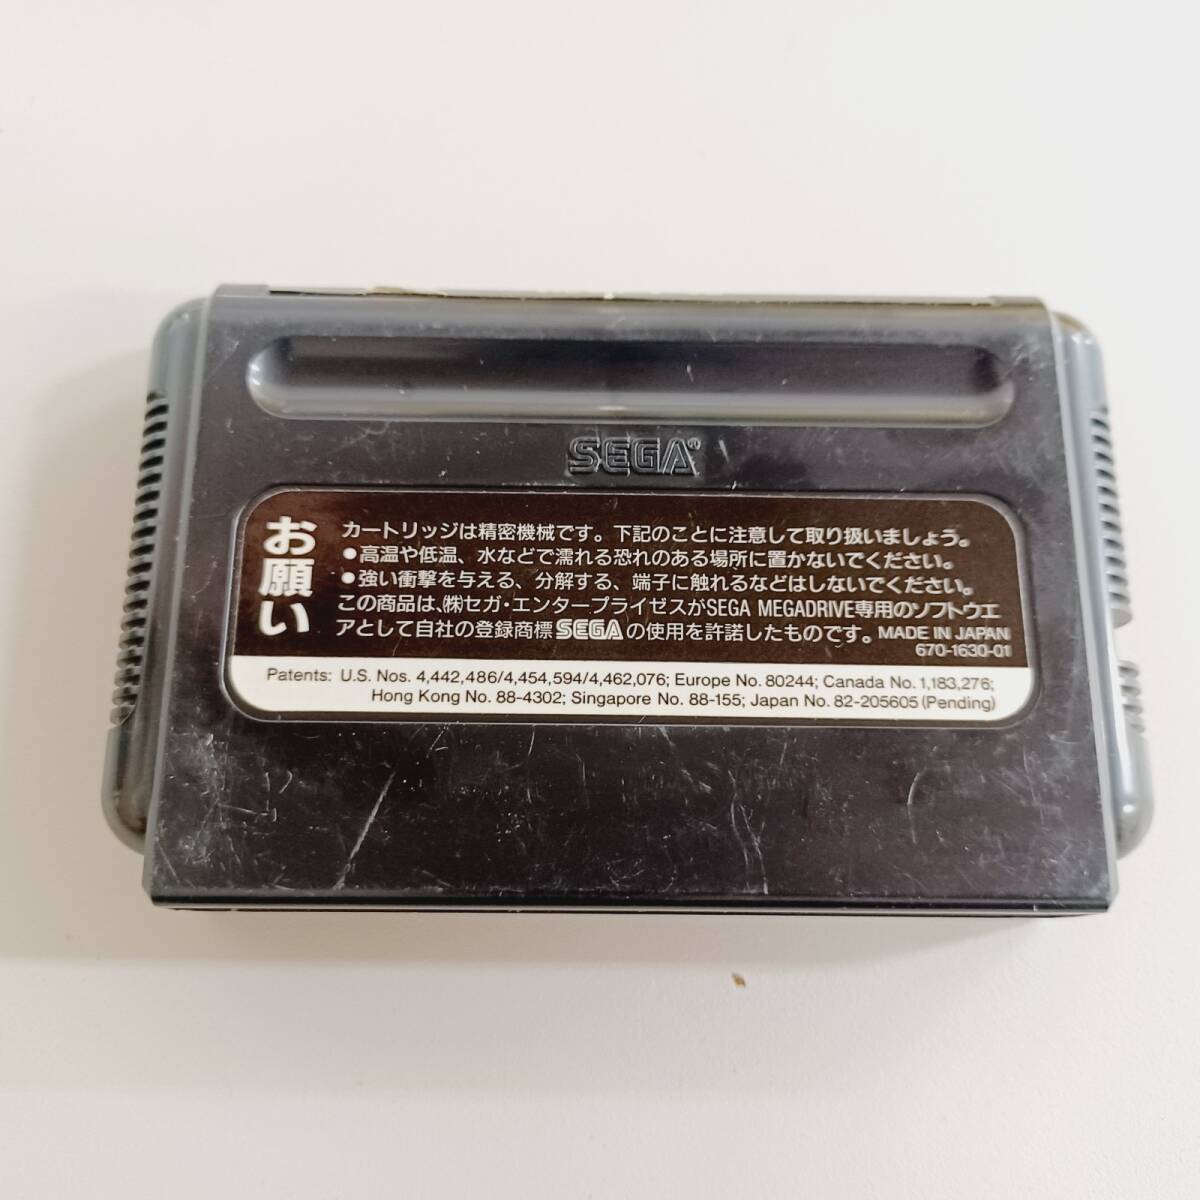 SEGA®
お願い
カートリッジは精密機械です。下記のことに注意して取り扱いましょう。
●高温や低温、水などで濡れる恐れのある場所に置かないでください。
●強い衝撃を与える、分解する、端子に触れるなどはしないでください。
この商品は、㈱セガ・エンタープライゼスがSEGA MEGADRIVE専用のソフトウエ
アとして自社の登録商標SEGAの使用を許諾したものです。 MADE IN JAPAN
670-1630-01
Patents: U.S. Nos. 4,442,486/4,454,594/4,462,076; Europe No. 80244; Canada No. 1,183,276;
Hong Kong No. 88-4302; Singapore No. 88-155; Japan No. 82-205605 (Pending)